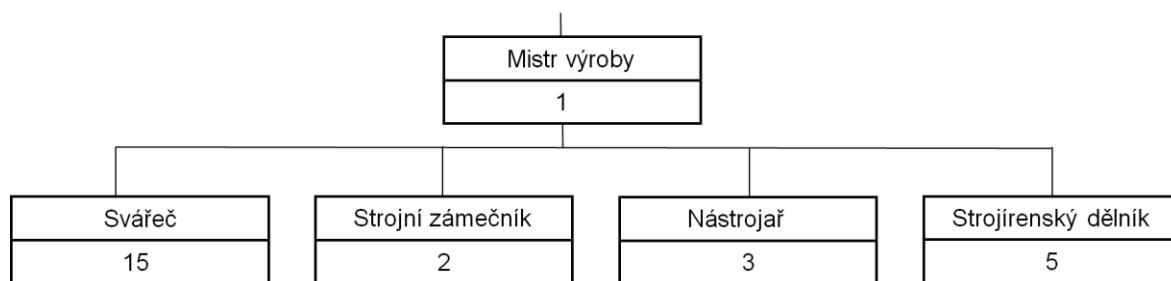 Mistr výroby
1
Svářeč
15
Strojní zámečník
2
Nástrojař
3
Strojírenský dělník
5